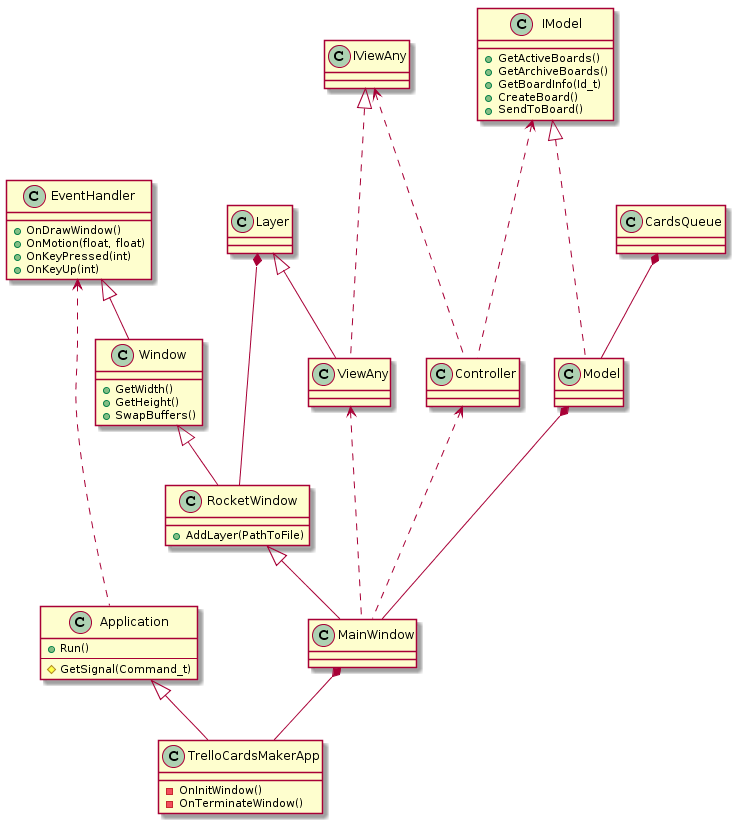 C IModel
GetActiveBoards()
GetArchiveBoards()
GetBoardInfo(Id_t)
CreateBoard()
SendToBoard()
C IViewAny
C EventHandler
OnDrawWindow()
OnMotion(float, float)
OnKeyPressed(int)
OnKeyUp(int)
C Layer
C CardsQueue
C Window
GetWidth()
GetHeight()
SwapBuffers()
C ViewAny
C Controller
C Model
C RocketWindow
AddLayer(PathToFile)
C Application
Run()
GetSignal(Command_t)
C MainWindow
C TrelloCardsMakerApp
OnInitWindow()
OnTerminateWindow()